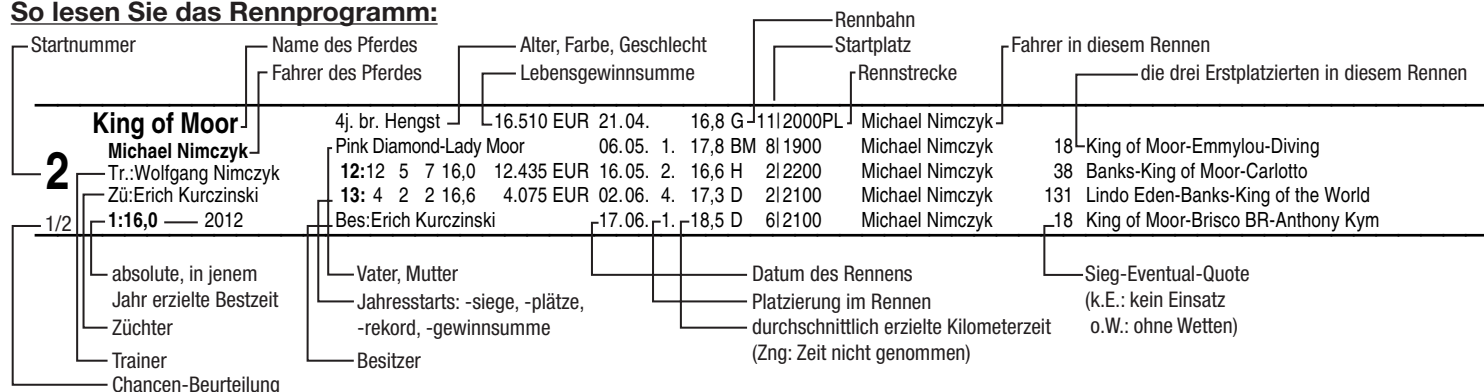 So lesen Sie das Rennprogramm:
Rennbahn
Startnummer Name des Pferdes Alter, Farbe, Geschlecht Startplatz Fahrer in diesem Rennen
Fahrer des Pferdes Lebensgewinnsumme Rennstrecke die drei Erstplatzierten in diesem Rennen
King of Moor 4j. br. Hengst 16.510 EUR 21.04. 16,8 G 11 2000PL Michael Nimczyk
Michael Nimczyk Pink Diamond-Lady Moor 06.05. 1. 17,8 BM 8 1900 Michael Nimczyk 18 King of Moor-Emmylou-Diving
2 Tr.:Wolfgang Nimczyk 12:12 5 7 16,0 12.435 EUR 16.05. 2. 16,6 H 2 2200 Michael Nimczyk 38 Banks-King of Moor-Carlotto
Zü:Erich Kurczinski 13: 4 2 2 16,6 4.075 EUR 02.06. 4. 17,3 D 2 2100 Michael Nimczyk 131 Lindo Eden-Banks-King of the World
1/2 1:16,0 2012 Bes:Erich Kurczinski 17.06. 1. 18,5 D 6 2100 Michael Nimczyk 18 King of Moor-Brisco BR-Anthony Kym
absolute, in jenem Vater, Mutter Datum des Rennens Sieg-Eventual-Quote
Jahr erzielte Bestzeit Jahresstarts: -siege, -plätze, Platzierung im Rennen (k.E.: kein Einsatz
Züchter -rekord, -gewinnsumme durchschnittlich erzielte Kilometerzeit o.W.: ohne Wetten)
Trainer Besitzer (Zng: Zeit nicht genommen)
Chancen-Beurteilung